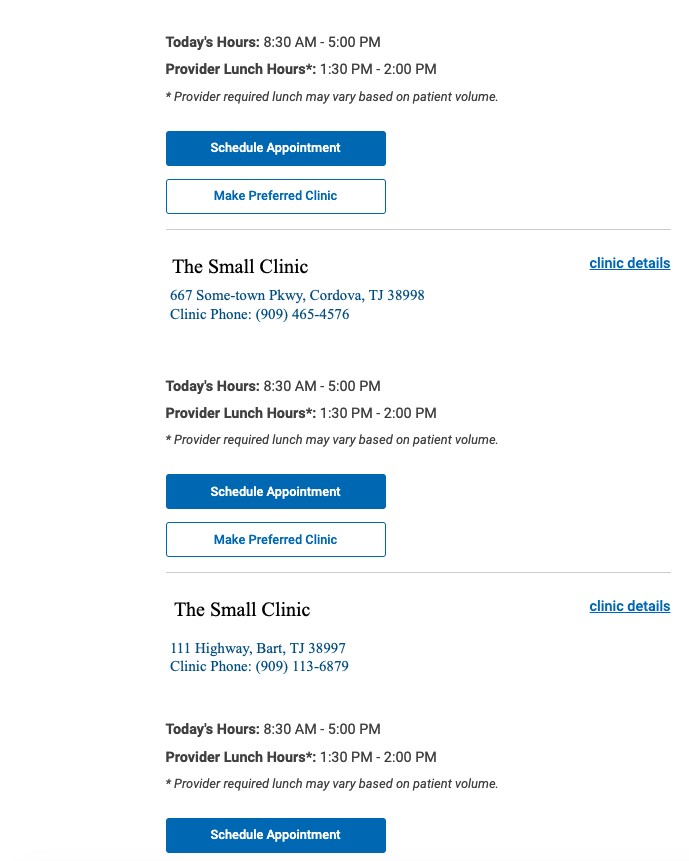 Today's Hours: 8:30 AM - 5:00 PM
Provider Lunch Hours*: 1:30 PM - 2:00 PM
* Provider required lunch may vary based on patient volume.
Schedule Appointment
Make Preferred Clinic
The Small Clinic
clinic details
667 Some-town Pkwy, Cordova, TJ 38998
Clinic Phone: (909) 465-4576
Today's Hours: 8:30 AM - 5:00 PM
Provider Lunch Hours*: 1:30 PM - 2:00 PM
* Provider required lunch may vary based on patient volume.
Schedule Appointment
Make Preferred Clinic
The Small Clinic
clinic details
111 Highway, Bart, TJ 38997
Clinic Phone: (909) 113-6879
Today's Hours: 8:30 AM - 5:00 PM
Provider Lunch Hours*: 1:30 PM - 2:00 PM
* Provider required lunch may vary based on patient volume.
Schedule Appointment